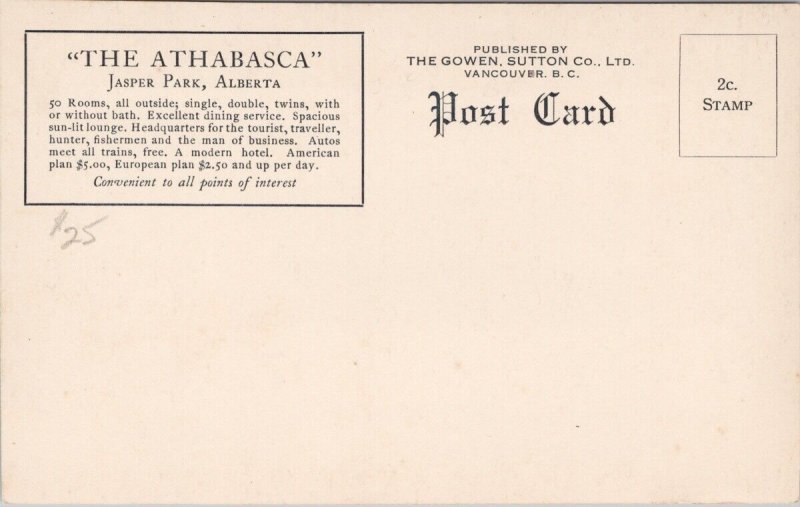 “THE ATHABASCA”
JASPER PARK, ALBERTA
50 Rooms, all outside; single, double, twins, with
or without bath. Excellent dining service. Spacious
sun-lit lounge. Headquarters for the tourist, traveller,
hunter, fishermen and the man of business. Autos
meet all trains, free. A modern hotel. American
plan $5.00, European plan $2.50 and up per day.
Convenient to all points of interest
$25
PUBLISHED BY
THE GOWEN, SUTTON CO., LTD.
VANCOUVER, B. C.
Post Card
2c.
STAMP